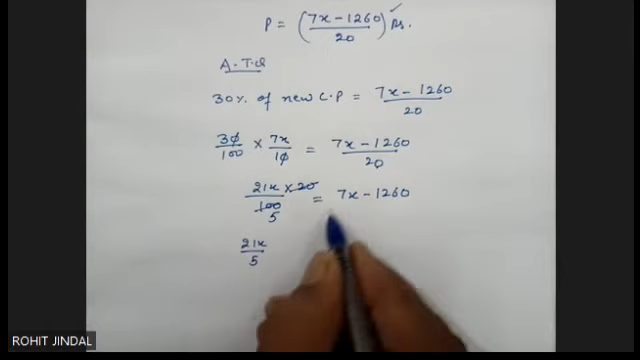 P = (7x - 1260 / 20) Rs.
A.T.Q
30% of new C.P = 7x - 1260 / 20
30/100 × 7x/10 = 7x - 1260 / 20
21x × 20 / 100 5 = 7x - 1260
21x / 5
ROHIT JINDAL